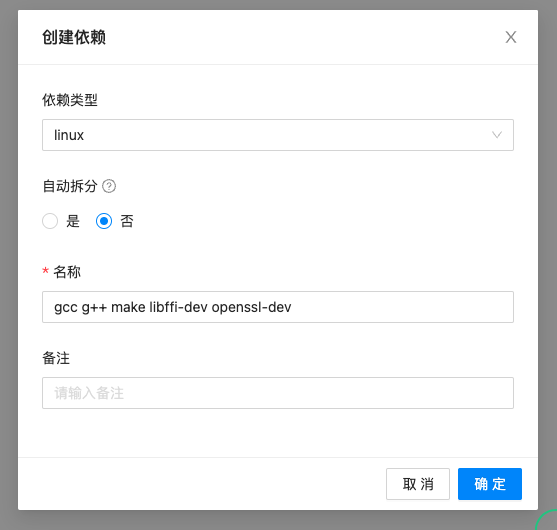 创建依赖
依赖类型
linux
自动拆分
是 否
* 名称
gcc g++ make libffi-dev openssl-dev
备注
请输入备注
取 消 确 定